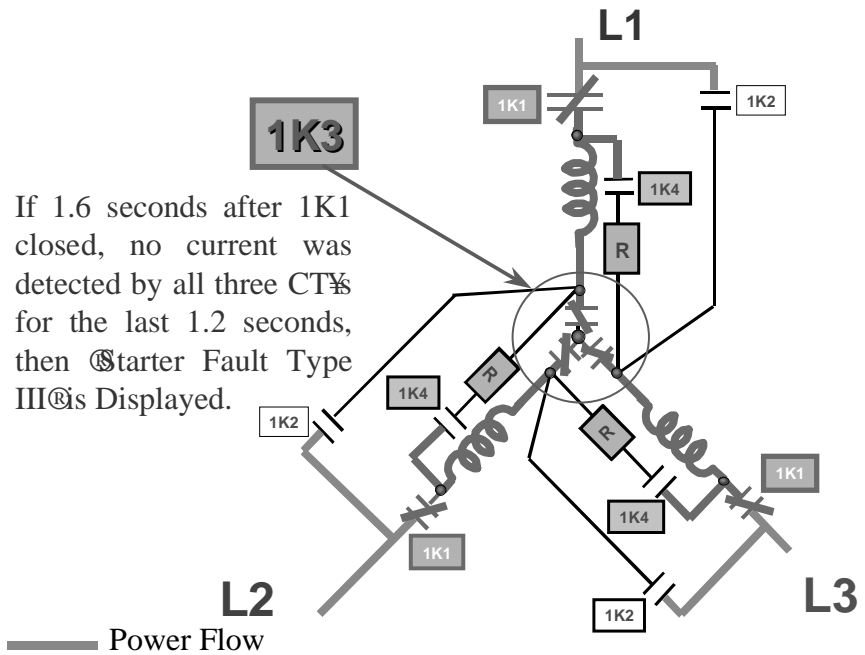 L1
1K1
1K2
1K3
1K4
If 1.6 seconds after 1K1
closed, no current was
detected by all three CT¥s
for the last 1.2 seconds,
then ®Starter Fault Type
III® is Displayed.
R
R
1K4
1K2
R
1K1
1K4
1K1
L2
1K2
L3
Power Flow